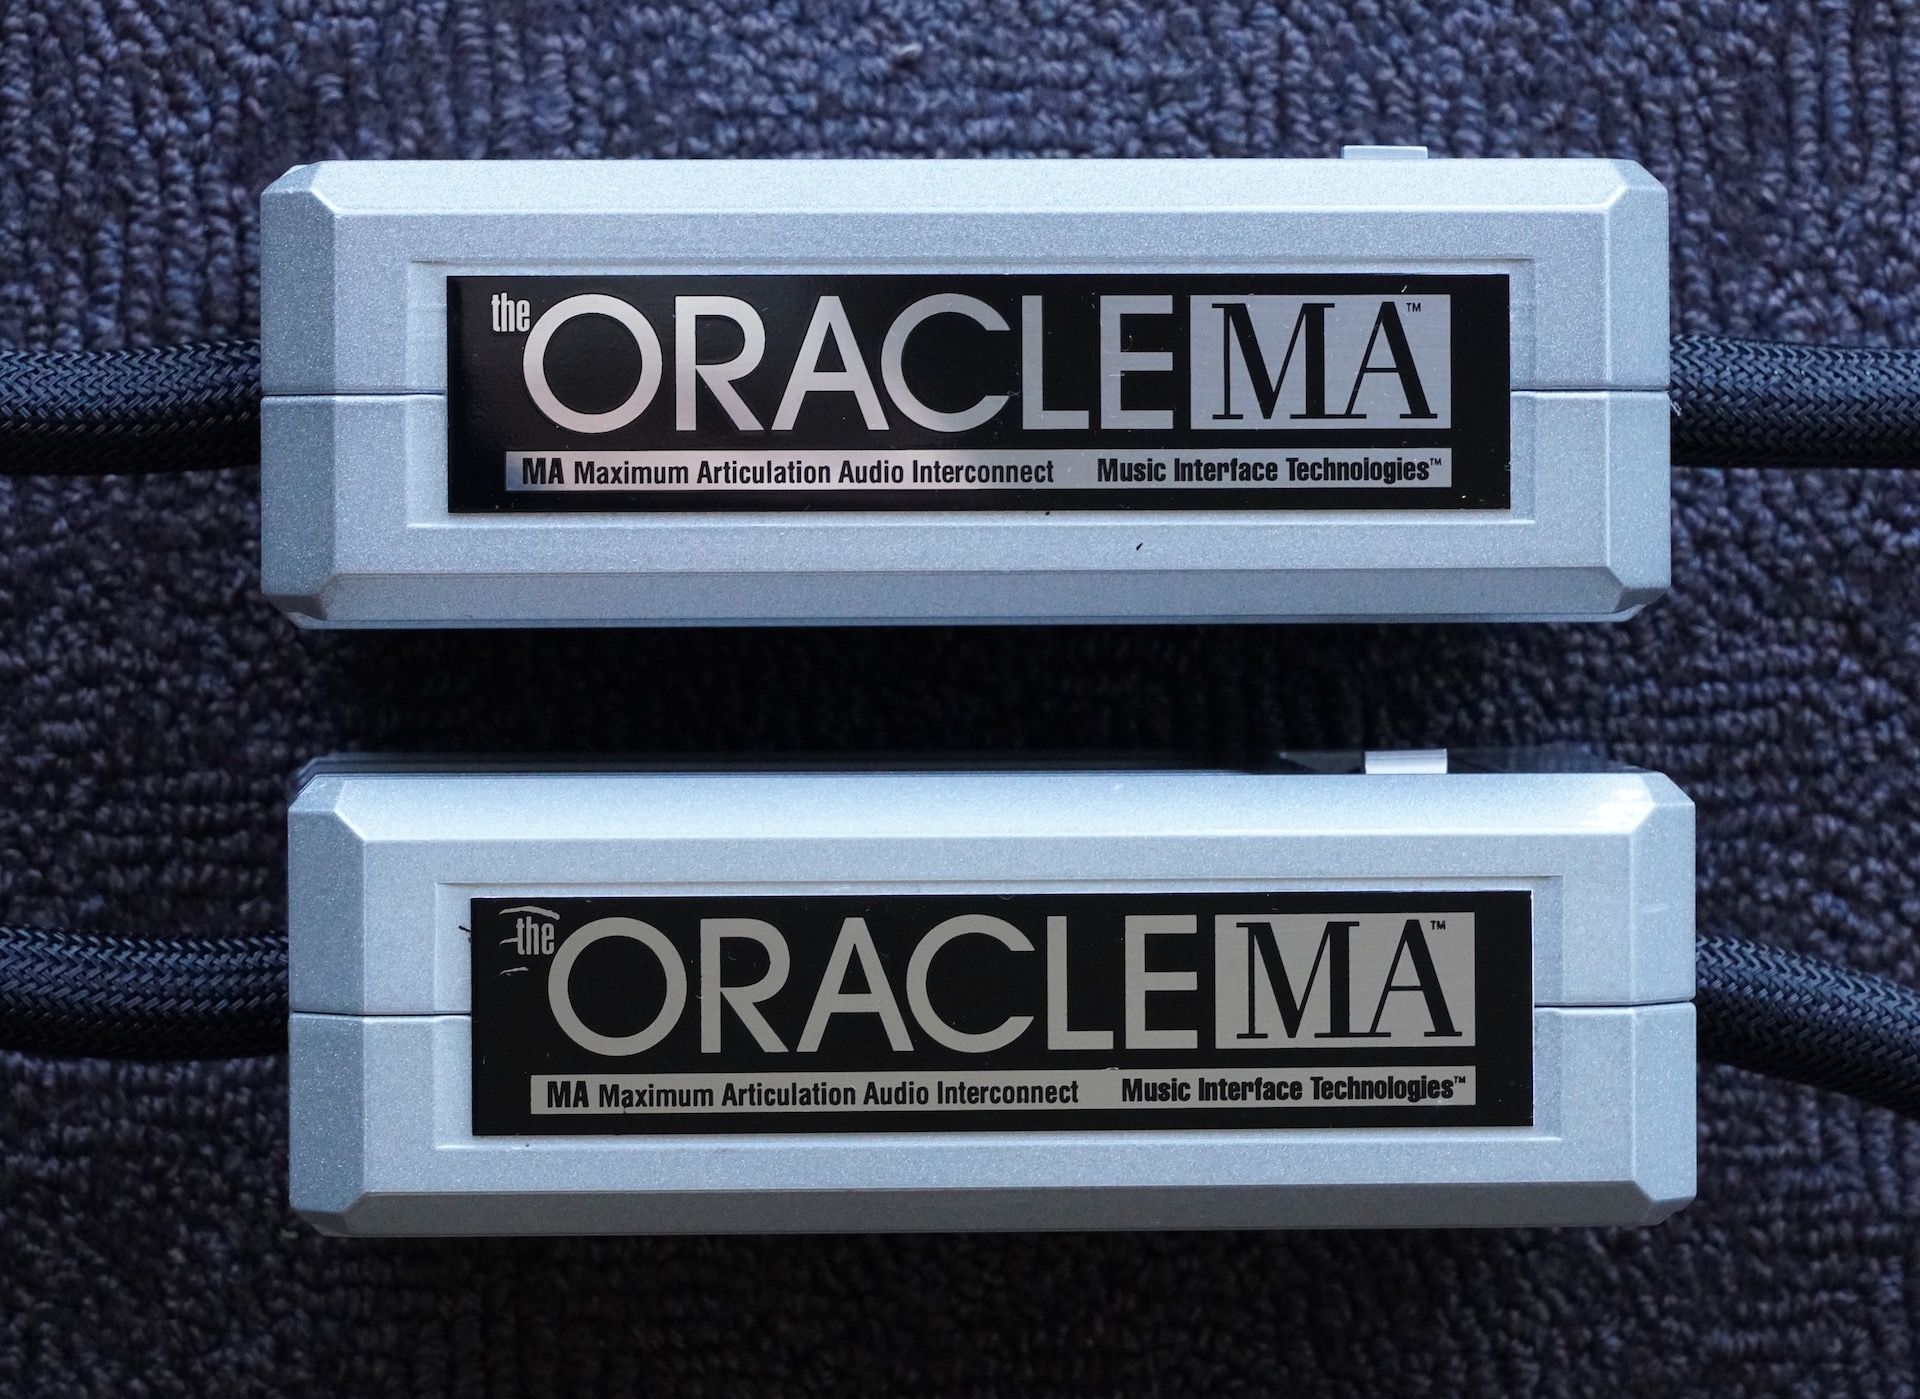 the ORACLE MA™
MA Maximum Articulation Audio Interconnect Music Interface Technologies™
the ORACLE MA™
MA Maximum Articulation Audio Interconnect Music Interface Technologies™